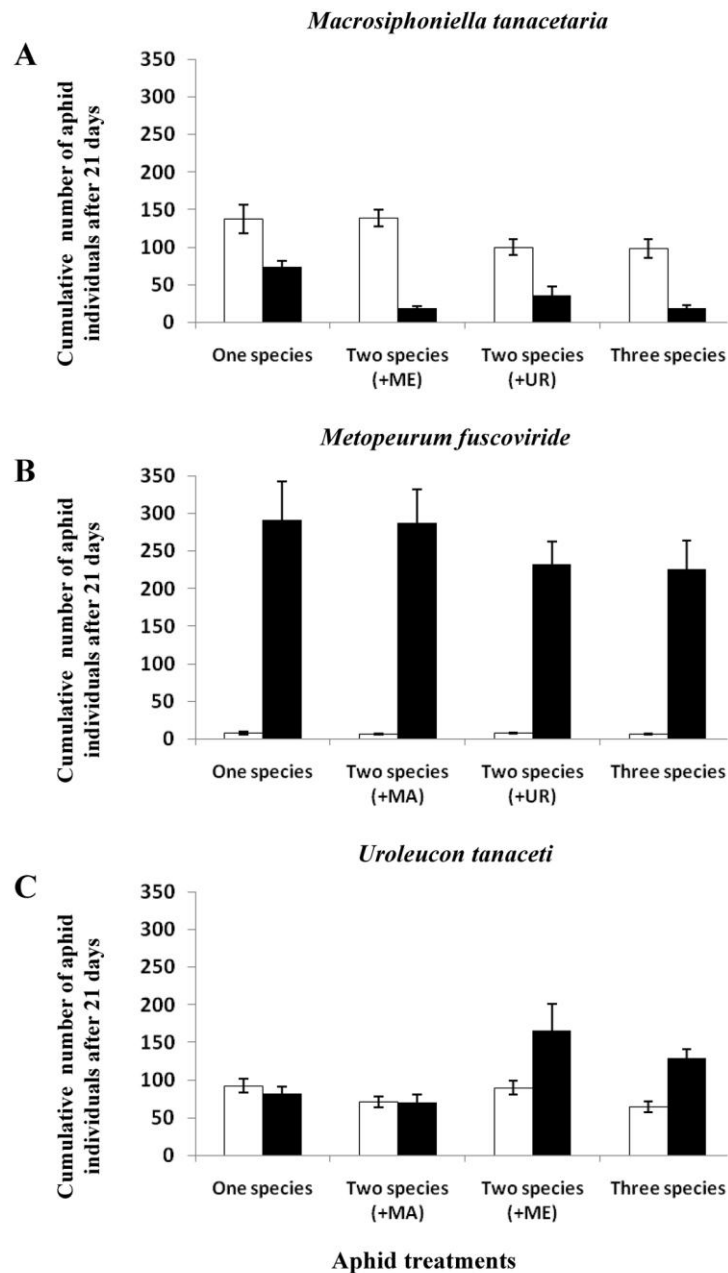 Macrosiphoniella tanacetaria
A
Cumulative number of aphid
individuals after 21 days
350
300
250
200
150
100
50
0
One species
Two species
(+ME)
Two species
(+UR)
Three species
Metopeurum fuscoviride
B
Cumulative number of aphid
individuals after 21 days
350
300
250
200
150
100
50
0
One species
Two species
(+MA)
Two species
(+UR)
Three species
Uroleucon tanaceti
C
Cumulative number of aphid
individuals after 21 days
350
300
250
200
150
100
50
0
One species
Two species
(+MA)
Two species
(+ME)
Three species
Aphid treatments